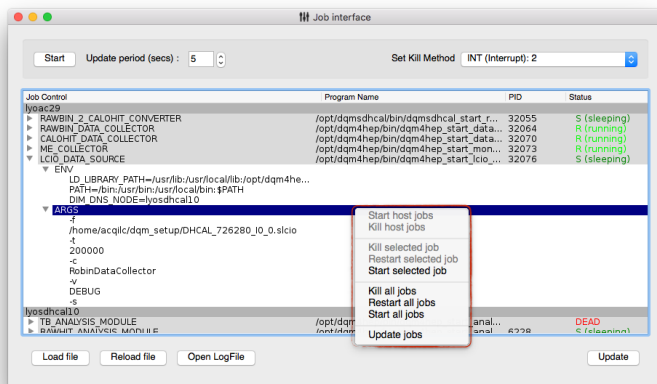 Job interface
Start Update period (secs) : 5 Set Kill Method INT (Interrupt): 2
Job Control Program Name PID Status
lyoac29
RAWBIN_2_CALOHIT_CONVERTER /opt/dqmsdhcal/bin/dqmsdhcal_start_r... 32055 S (sleeping)
RAWBIN_DATA_COLLECTOR /opt/dqm4hep/bin/dqm4hep_start_data... 32064 R (running)
CALOHIT_DATA_COLLECTOR /opt/dqm4hep/bin/dqm4hep_start_data... 32070 R (running)
ME_COLLECTOR /opt/dqm4hep/bin/dqm4hep_start_mon... 32073 R (running)
LCIO_DATA_SOURCE /opt/dqm4hep/bin/dqm4hep_start_lcio_... 32076 S (sleeping)
ENV
LD_LIBRARY_PATH=/usr/lib:/usr/local/lib:/opt/dqm4he...
PATH=/bin:/usr/bin:/usr/local/bin:$PATH
DIM_DNS_NODE=lyosdhcal10
ARGS
-f
/home/acqilc/dqm_setup/DHCAL_726280_I0_0.slcio
-t
200000
-c
RobinDataCollector
-v
DEBUG
-s
Start host jobs
Kill host jobs
Kill selected job
Restart selected job
Start selected job
Kill all jobs
Restart all jobs
Start all jobs
Update jobs
lyosdhcal10
TB_ANALYSIS_MODULE /opt/dqm _anal... DEAD
RAWHIT_ANALYSIS_MODULE /opt/dqm _anal... 6228 S (sleeping)
Load file Reload file Open LogFile Update